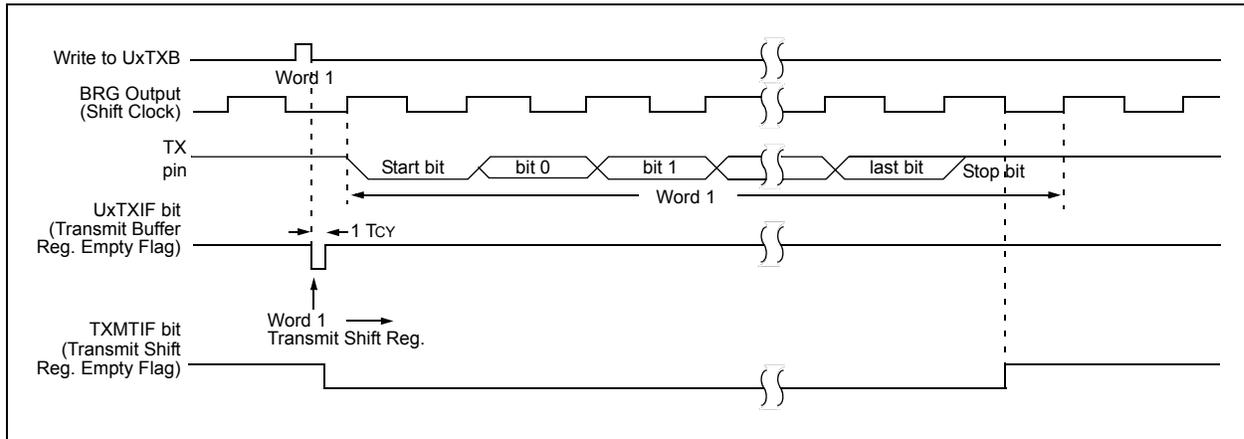 Write to UxTXB
Word 1
BRG Output
(Shift Clock)
TX
pin
Start bit
bit 0
bit 1
last bit
Stop bit
Word 1
UxTXIF bit
(Transmit Buffer
Reg. Empty Flag)
1 TCY
Word 1
Transmit Shift Reg.
TXMTIF bit
(Transmit Shift
Reg. Empty Flag)